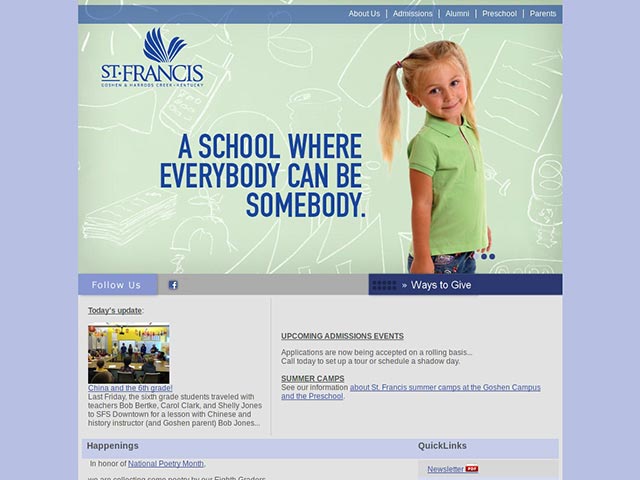 About Us | Admissions | Alumni | Preschool | Parents
ST·FRANCIS
GOSHEN & HARRODS CREEK·KENTUCKY
A SCHOOL WHERE
EVERYBODY CAN BE
SOMEBODY.
Follow Us
» Ways to Give
Today's update:
China and the 6th grade!
Last Friday, the sixth grade students traveled with
teachers Bob Bertke, Carol Clark, and Shelly Jones
to SFS Downtown for a lesson with Chinese and
history instructor (and Goshen parent) Bob Jones...
UPCOMING ADMISSIONS EVENTS
Applications are now being accepted on a rolling basis...
Call today to set up a tour or schedule a shadow day.
SUMMER CAMPS
See our information about St. Francis summer camps at the Goshen Campus
and the Preschool.
Happenings
In honor of National Poetry Month,
we are collecting some poetry by our Eighth Graders
QuickLinks
Newsletter PDF